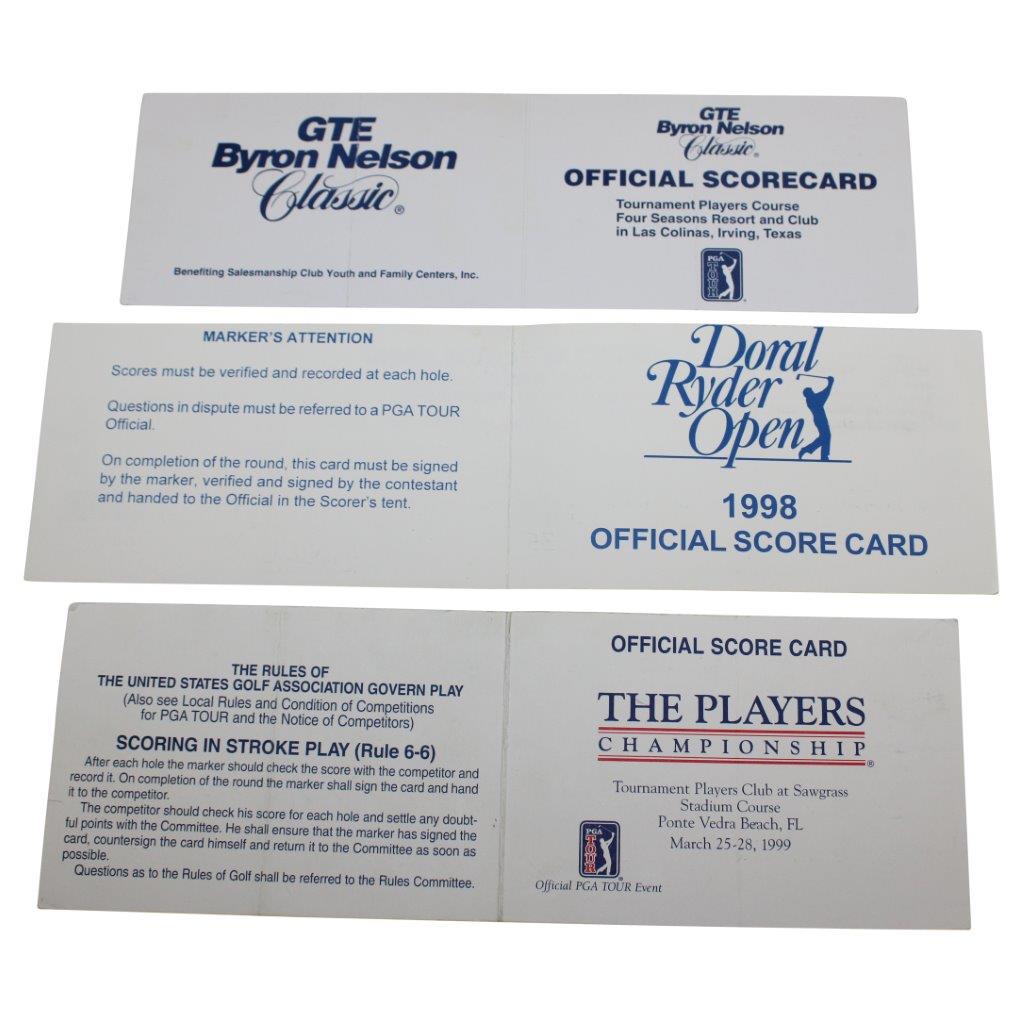 GTE
Byron Nelson
Classic®
Benefiting Salesmanship Club Youth and Family Centers, Inc.
GTE
Byron Nelson
Classic®
OFFICIAL SCORECARD
Tournament Players Course
Four Seasons Resort and Club
in Las Colinas, Irving, Texas
PGA
TOUR
MARKER'S ATTENTION
Scores must be verified and recorded at each hole.
Questions in dispute must be referred to a PGA TOUR
Official.
On completion of the round, this card must be signed
by the marker, verified and signed by the contestant
and handed to the Official in the Scorer's tent.
Doral
Ryder
Open
1998
OFFICIAL SCORE CARD
THE RULES OF
THE UNITED STATES GOLF ASSOCIATION GOVERN PLAY
(Also see Local Rules and Condition of Competitions
for PGA TOUR and the Notice of Competitors)
SCORING IN STROKE PLAY (Rule 6-6)
After each hole the marker should check the score with the competitor and
record it. On completion of the round the marker shall sign the card and hand
it to the competitor.
The competitor should check his score for each hole and settle any doubt-
ful points with the Committee. He shall ensure that the marker has signed the
card, countersign the card himself and return it to the Committee as soon as
possible.
Questions as to the Rules of Golf shall be referred to the Rules Committee.
OFFICIAL SCORE CARD
THE PLAYERS
CHAMPIONSHIP®
Tournament Players Club at Sawgrass
Stadium Course
Ponte Vedra Beach, FL
March 25-28, 1999
PGA
TOUR
Official PGA TOUR Event